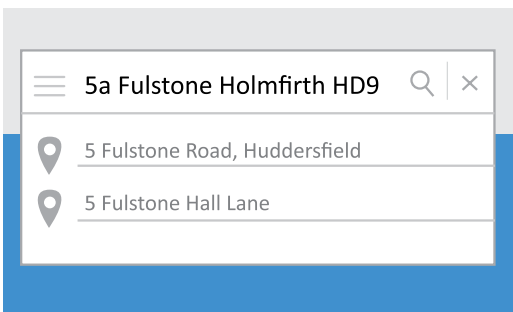 5a Fulstone Holmfirth HD9
5 Fulstone Road, Huddersfield
5 Fulstone Hall Lane